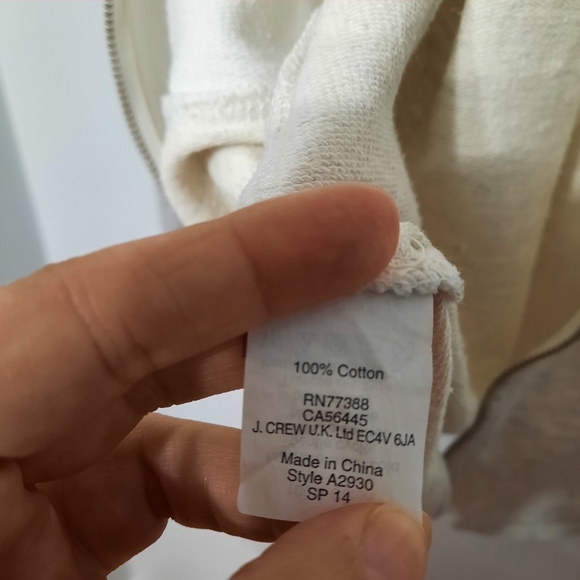 100% Cotton
RN77388
CA56445
J. CREW U.K. Ltd EC4V 6JA
Made in China
Style A2930
SP 14